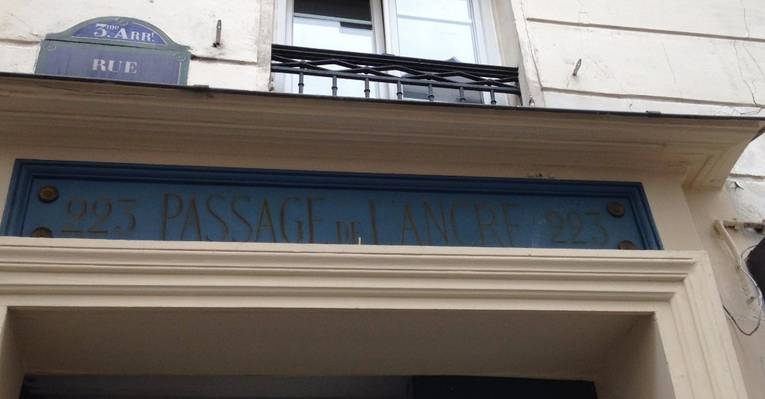 3me ARRT
RUE
223 PASSAGE DE L'ANCRE 223